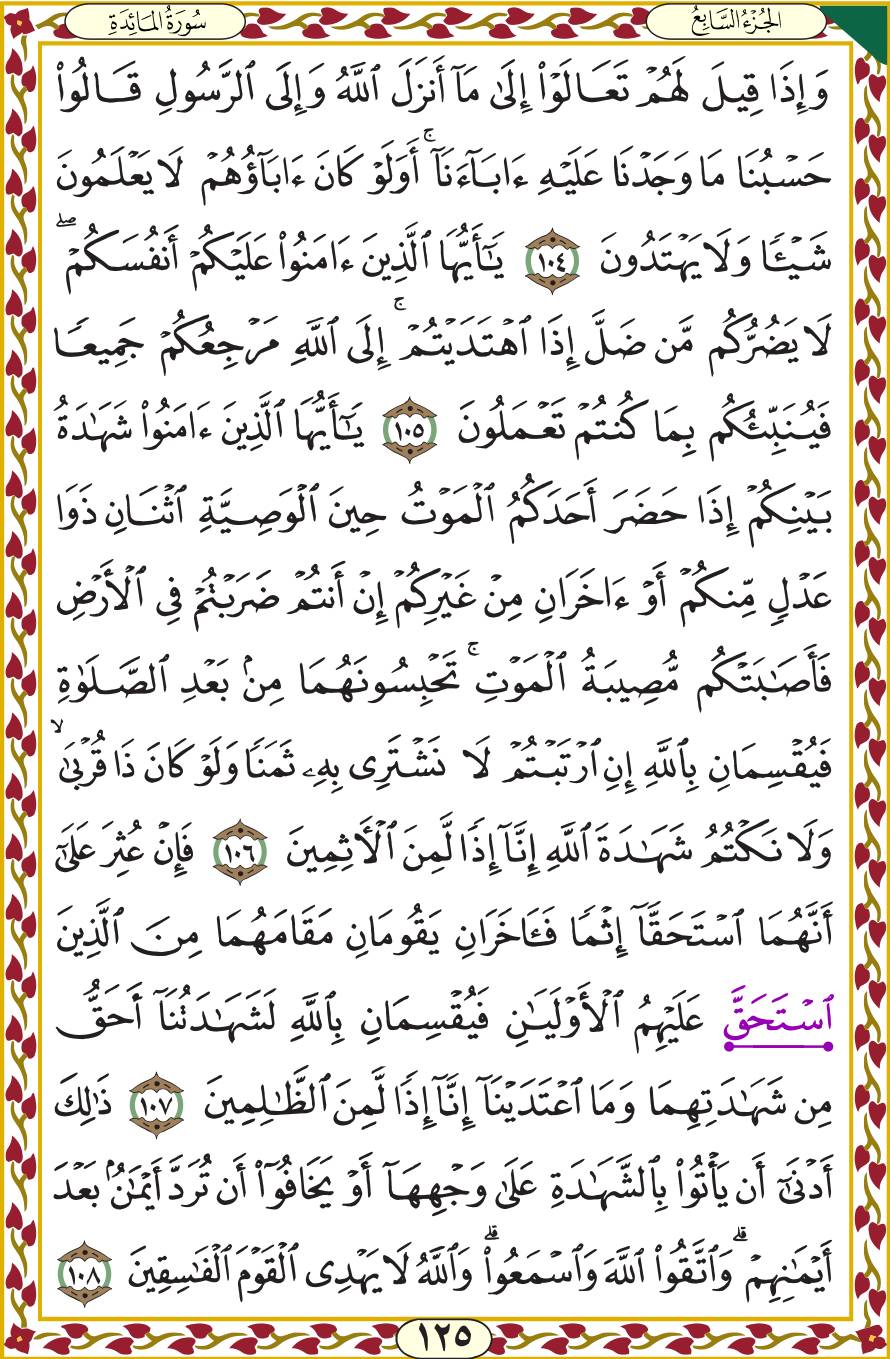 الجُزْءُ السَّابِعُ
سُورَةُ المَائِدَةِ
وَإِذَا قِيلَ لَهُمۡ تَعَالَوۡاْ إِلَىٰ مَآ أَنزَلَ ٱللَّهُ وَإِلَى ٱلرَّسُولِ قَالُواْ
حَسۡبُنَا مَا وَجَدۡنَا عَلَيۡهِ ءَابَآءَنَآۚ أَوَلَوۡ كَانَ ءَابَآؤُهُمۡ لَا يَعۡلَمُونَ
شَيۡـٔٗا وَلَا يَهۡتَدُونَ ١٠٤ يَٰٓأَيُّهَا ٱلَّذِينَ ءَامَنُواْ عَلَيۡكُمۡ أَنفُسَكُمۡۖ
لَا يَضُرُّكُم مَّن ضَلَّ إِذَا ٱهۡتَدَيۡتُمۡۚ إِلَى ٱللَّهِ مَرۡجِعُكُمۡ جَمِيعٗا
فَيُنَبِّئُكُم بِمَا كُنتُمۡ تَعۡمَلُونَ ١٠٥ يَٰٓأَيُّهَا ٱلَّذِينَ ءَامَنُواْ شَهَٰدَةُ
بَيۡنِكُمۡ إِذَا حَضَرَ أَحَدَكُمُ ٱلۡمَوۡتُ حِينَ ٱلۡوَصِيَّةِ ٱثۡنَانِ ذَوَا
عَدۡلٖ مِّنكُمۡ أَوۡ ءَاخَرَانِ مِنۡ غَيۡرِكُمۡ إِنۡ أَنتُمۡ ضَرَبۡتُمۡ فِي ٱلۡأَرۡضِ
فَأَصَٰبَتۡكُم مُّصِيبَةُ ٱلۡمَوۡتِۚ تَحۡبِسُونَهُمَا مِنۢ بَعۡدِ ٱلصَّلَوٰةِ
فَيُقۡسِمَانِ بِٱللَّهِ إِنِ ٱرۡتَبۡتُمۡ لَا نَشۡتَرِي بِهِۦ ثَمَنٗا وَلَوۡ كَانَ ذَا قُرۡبَىٰ ۙ
وَلَا نَكۡتُمُ شَهَٰدَةَ ٱللَّهِ إِنَّآ إِذٗا لَّمِنَ ٱلۡأٓثِمِينَ ١٠٦ فَإِنۡ عُثِرَ عَلَىٰٓ
أَنَّهُمَا ٱسۡتَحَقَّآ إِثۡمٗا فَـَٔاخَرَانِ يَقُومَانِ مَقَامَهُمَا مِنَ ٱلَّذِينَ
ٱسۡتَحَقَّ عَلَيۡهِمُ ٱلۡأَوۡلَيَٰنِ فَيُقۡسِمَانِ بِٱللَّهِ لَشَهَٰدَتُنَآ أَحَقُّ
مِن شَهَٰدَتِهِمَا وَمَا ٱعۡتَدَيۡنَآ إِنَّآ إِذٗا لَّمِنَ ٱلظَّٰلِمِينَ ١٠٧ ذَٰلِكَ
أَدۡنَىٰٓ أَن يَأۡتُواْ بِٱلشَّهَٰدَةِ عَلَىٰ وَجۡهِهَآ أَوۡ يَخَافُوٓاْ أَن تُرَدَّ أَيۡمَٰنُۢ بَعۡدَ
أَيۡمَٰنِهِمۡۗ وَٱتَّقُواْ ٱللَّهَ وَٱسۡمَعُواْۗ وَٱللَّهُ لَا يَهۡدِي ٱلۡقَوۡمَ ٱلۡفَٰسِقِينَ ١٠٨
١٢٥